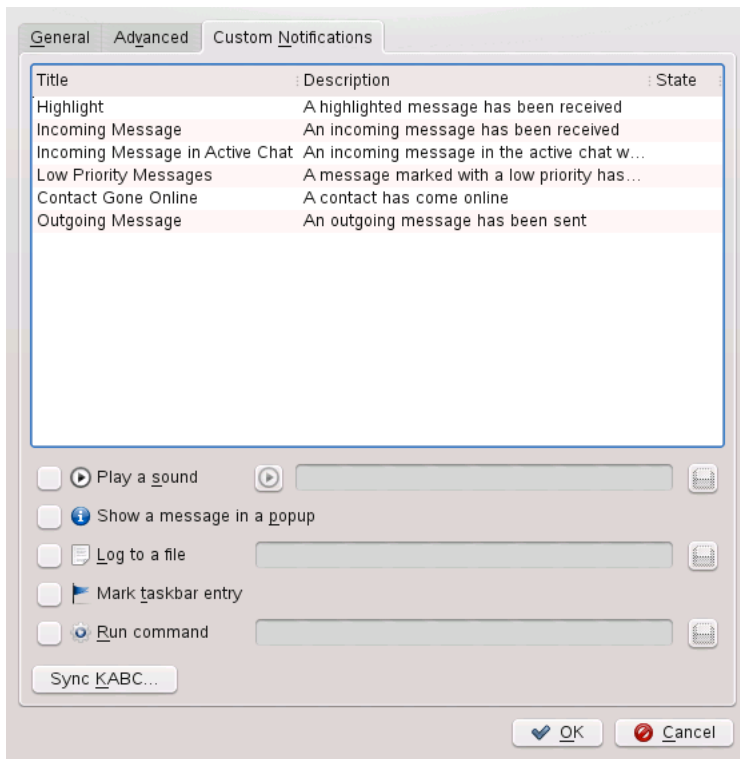 General Advanced Custom Notifications
Title Description State
Highlight A highlighted message has been received
Incoming Message An incoming message has been received
Incoming Message in Active Chat An incoming message in the active chat w...
Low Priority Messages A message marked with a low priority has...
Contact Gone Online A contact has come online
Outgoing Message An outgoing message has been sent
Play a sound
Show a message in a popup
Log to a file
Mark taskbar entry
Run command
Sync KABC...
OK Cancel